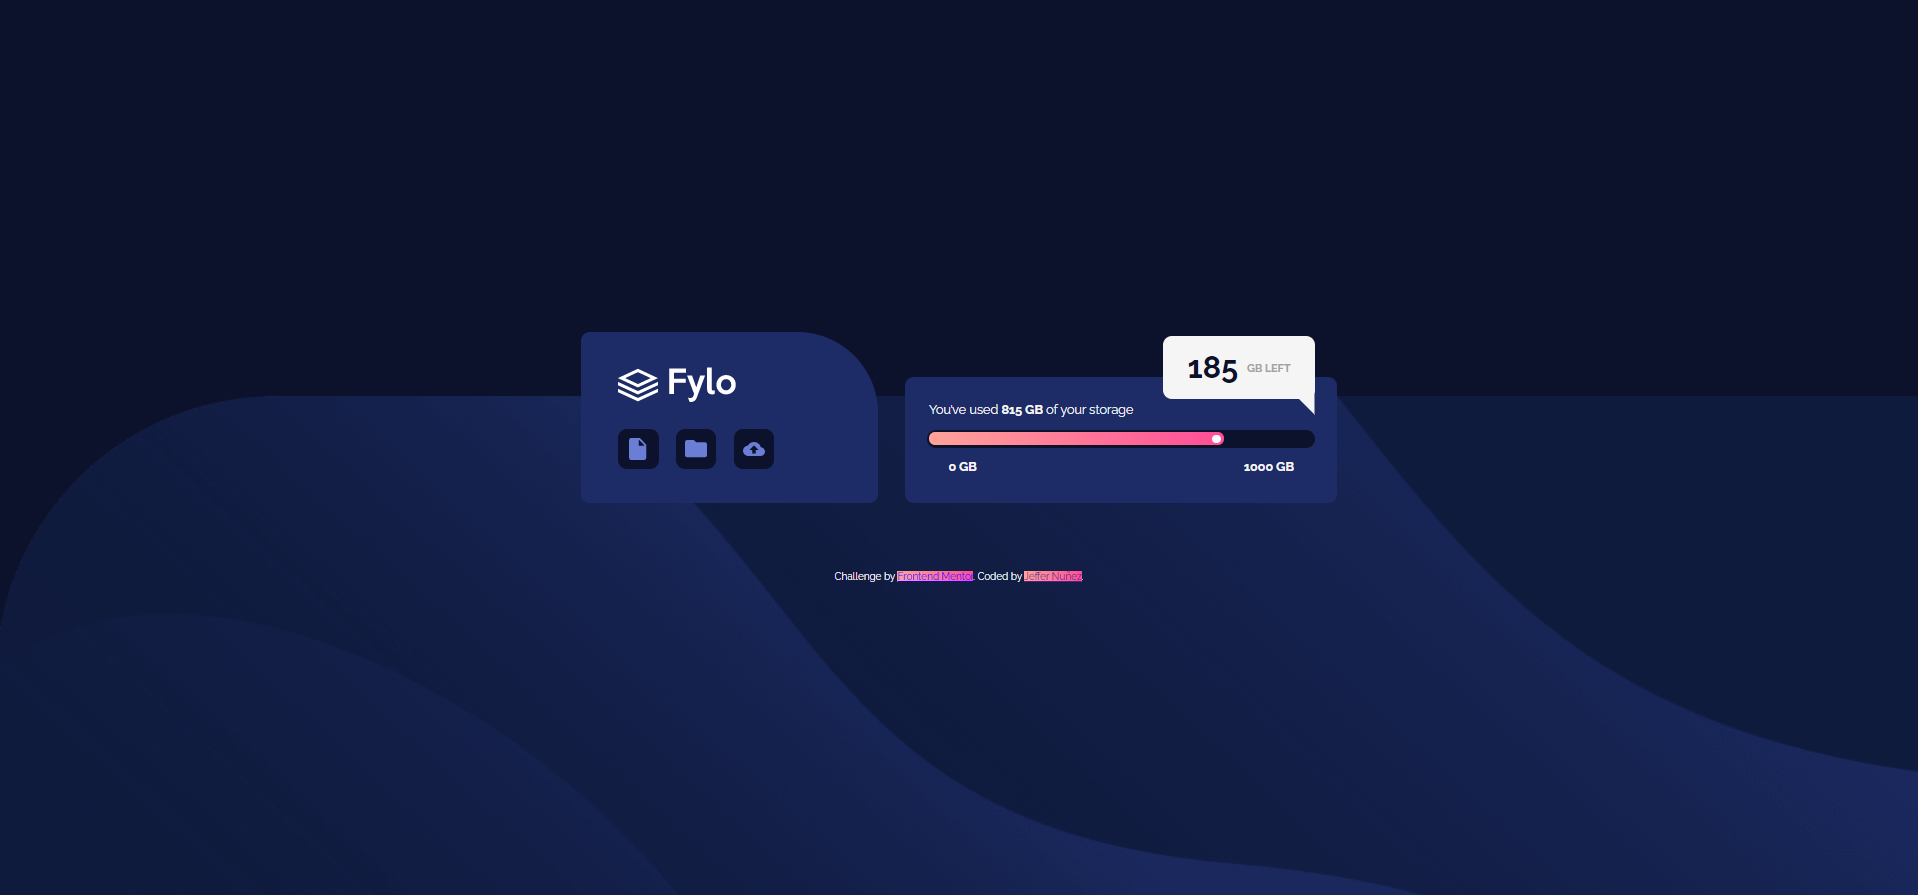 Fylo
185 GB LEFT
You've used 815 GB of your storage
0 GB 1000 GB
Challenge by Frontend Mentor. Coded by Jeffer Nuñez.